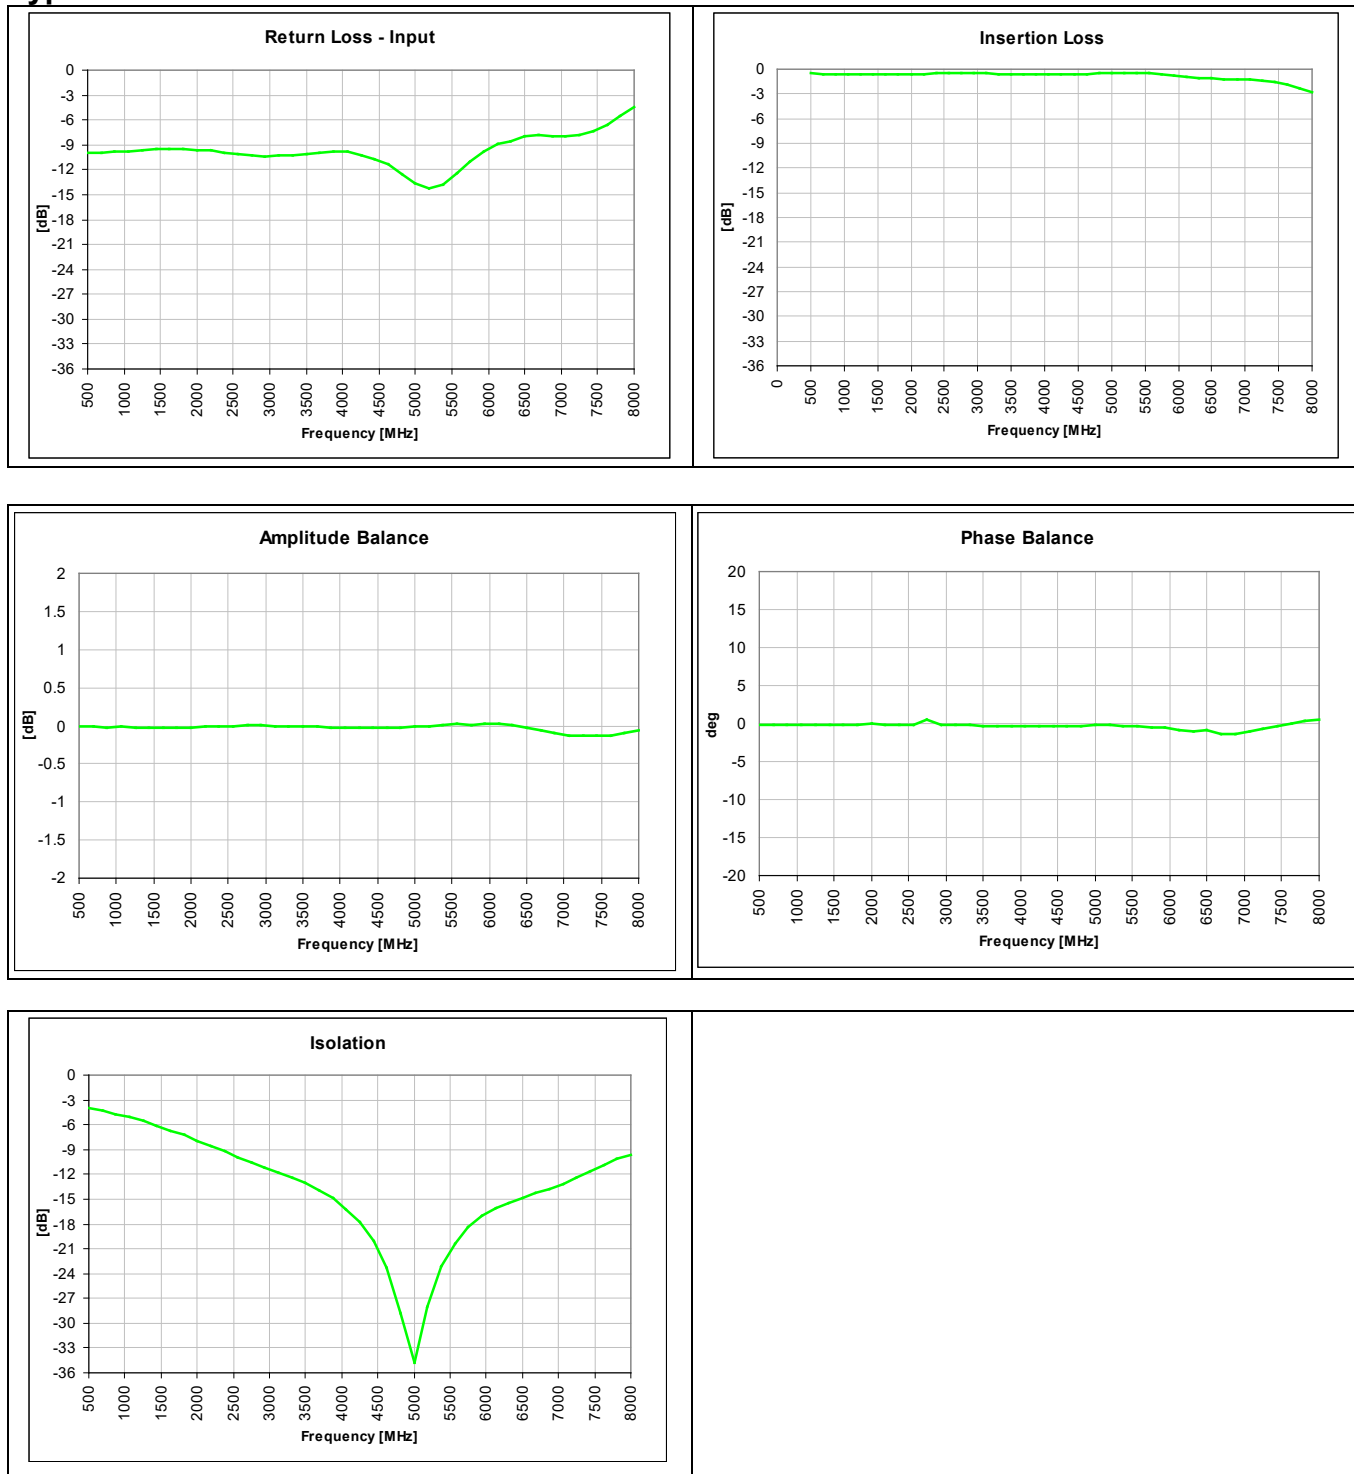 Return Loss - Input
0
-3
-6
-9
-12
-15
-18
-21
-24
-27
-30
-33
-36
[dB]
500 1000 1500 2000 2500 3000 3500 4000 4500 5000 5500 6000 6500 7000 7500 8000
Frequency [MHz]
Insertion Loss
0
-3
-6
-9
-12
-15
-18
-21
-24
-27
-30
-33
-36
[dB]
0 500 1000 1500 2000 2500 3000 3500 4000 4500 5000 5500 6000 6500 7000 7500 8000
Frequency [MHz]
Amplitude Balance
2
1.5
1
0.5
0
-0.5
-1
-1.5
-2
[dB]
500 1000 1500 2000 2500 3000 3500 4000 4500 5000 5500 6000 6500 7000 7500 8000
Frequency [MHz]
Phase Balance
20
15
10
5
0
-5
-10
-15
-20
deg
500 1000 1500 2000 2500 3000 3500 4000 4500 5000 5500 6000 6500 7000 7500 8000
Frequency [MHz]
Isolation
0
-3
-6
-9
-12
-15
-18
-21
-24
-27
-30
-33
-36
[dB]
500 1000 1500 2000 2500 3000 3500 4000 4500 5000 5500 6000 6500 7000 7500 8000
Frequency [MHz]